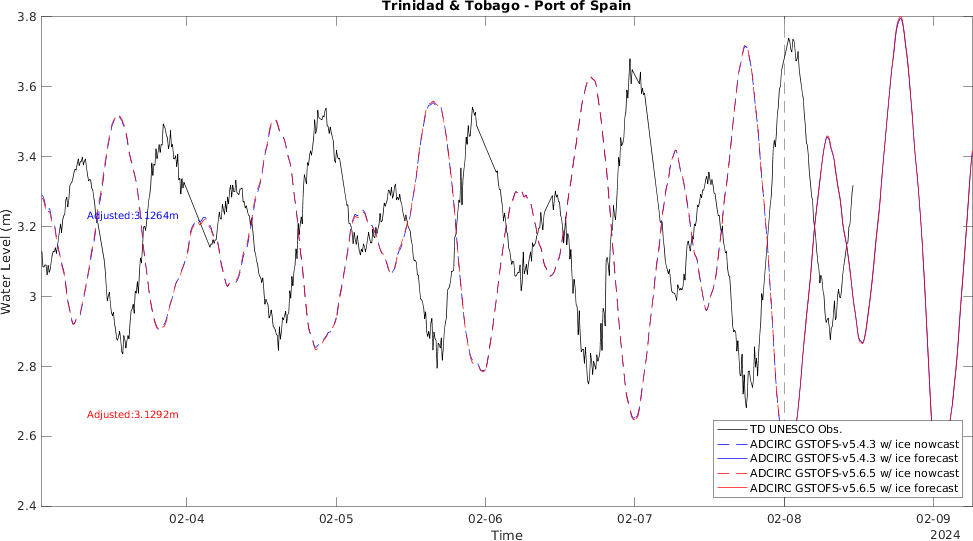 Trinidad & Tobago - Port of Spain
3.8
3.6
3.4
3.2
3
2.8
2.6
2.4
Water Level (m)
Adjusted:3.1264m
Adjusted:3.1292m
TD UNESCO Obs.
ADCIRC GSTOFS-v5.4.3 w/ ice nowcast
ADCIRC GSTOFS-v5.4.3 w/ ice forecast
ADCIRC GSTOFS-v5.6.5 w/ ice nowcast
ADCIRC GSTOFS-v5.6.5 w/ ice forecast
02-04 02-05 02-06 02-07 02-08 02-09
Time
2024